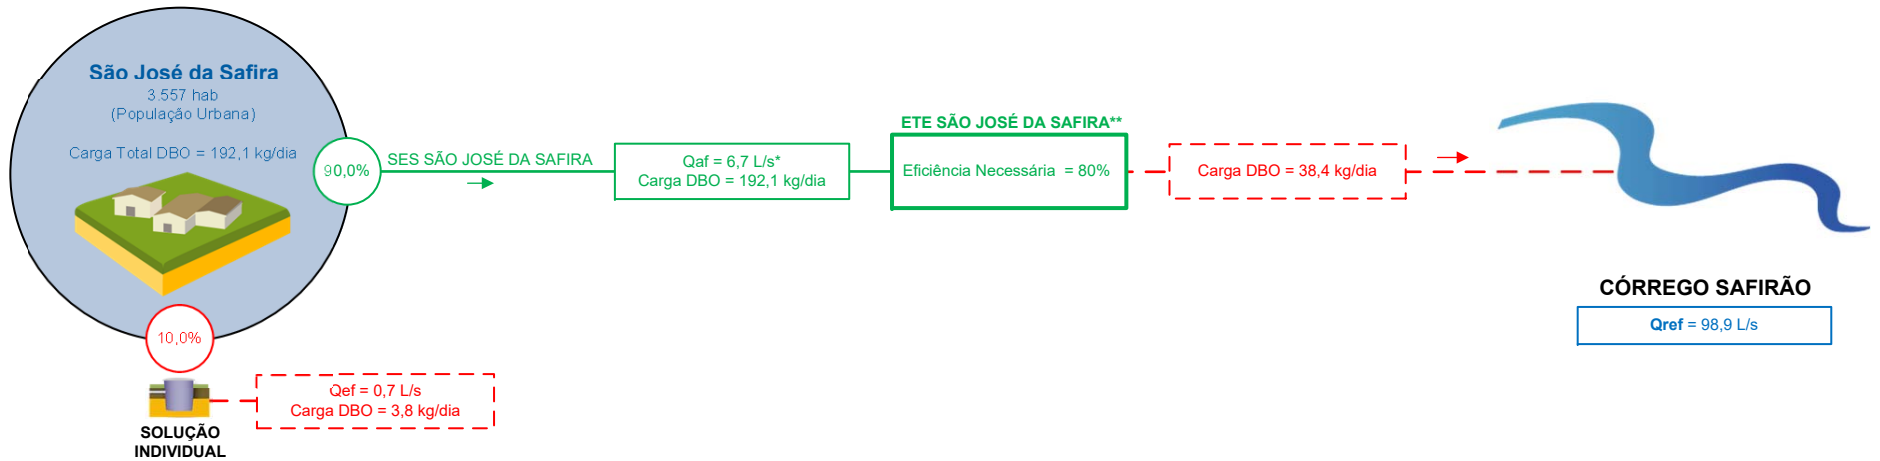 São José da Safira
3.557 hab
(População Urbana)
Carga Total DBO = 192,1 kg/dia
90,0%
SES SÃO JOSÉ DA SAFIRA
Qaf = 6,7 L/s*
Carga DBO = 192,1 kg/dia
ETE SÃO JOSÉ DA SAFIRA**
Eficiência Necessária = 80%
Carga DBO = 38,4 kg/dia
CÓRREGO SAFIRÃO
Qref = 98,9 L/s
10,0%
Qef = 0,7 L/s
Carga DBO = 3,8 kg/dia
SOLUÇÃO
INDIVIDUAL